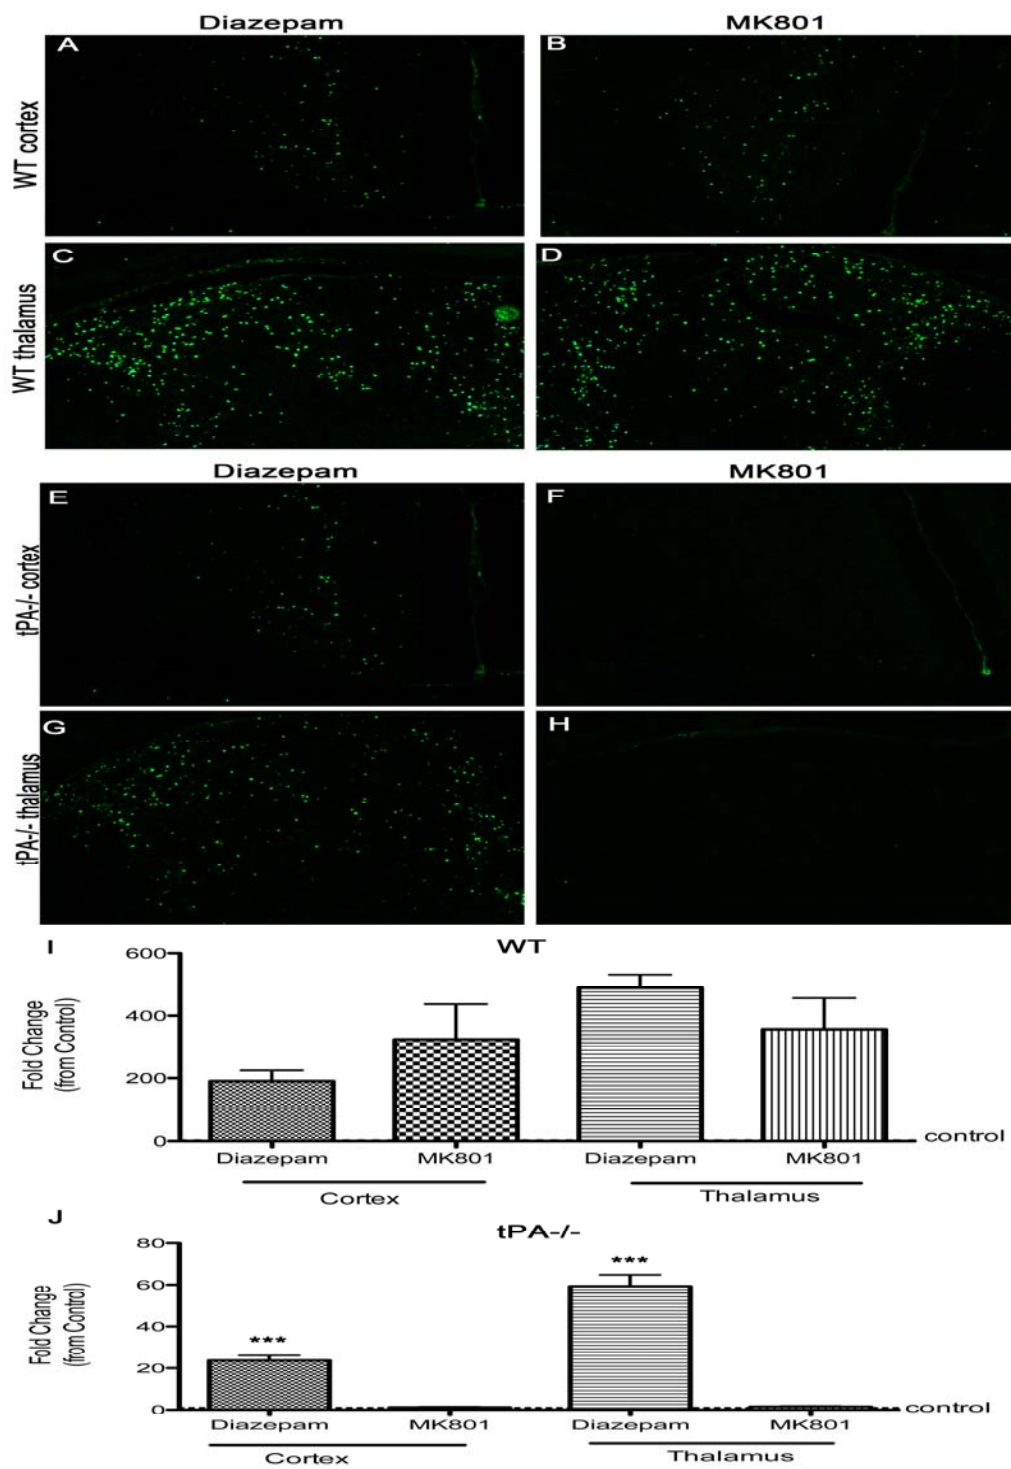 Diazepam MK801
A B
WT cortex
C D
WT thalamus
Diazepam MK801
E F
tPA-/- cortex
G H
tPA-/- thalamus
I WT
Fold Change
(from Control)
600
400
200
0
control
Diazepam MK801 Diazepam MK801
Cortex Thalamus
J tPA-/-
Fold Change
(from Control)
80
60
40
20
0
***
***
control
Diazepam MK801 Diazepam MK801
Cortex Thalamus